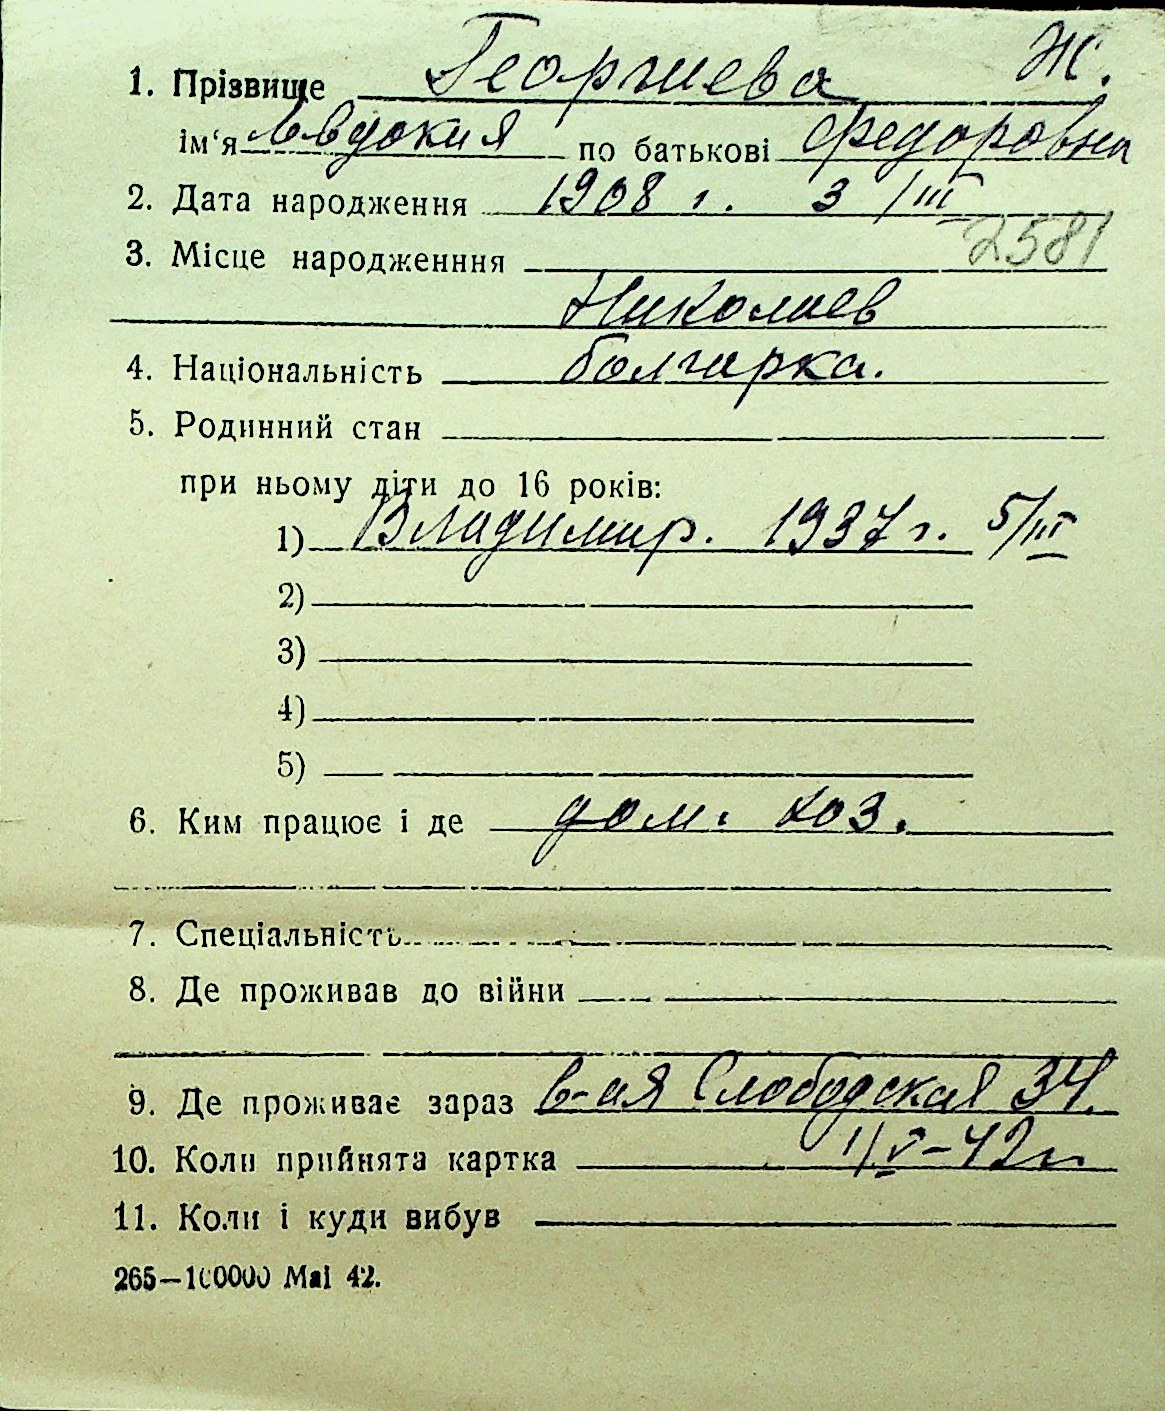 1. Прізвище Георгиева Ж.
ім'я Евдокия по батькові Федоровна
2. Дата народження 1908 г. 3/III
3. Місце народженння 2581
Николаев
4. Національність болгарка.
5. Родинний стан
при ньому діти до 16 років:
1) Владимир. 1937 г. 5/III
2)
3)
4)
5)
6. Ким працює і де дом. хоз.
7. Спеціальність
8. Де проживав до війни
9. Де проживає зараз 6-ая Слободская 34.
10. Коли прийнята картка 1/V-42 г.
11. Коли і куди вибув
265—100000 Mai 42.